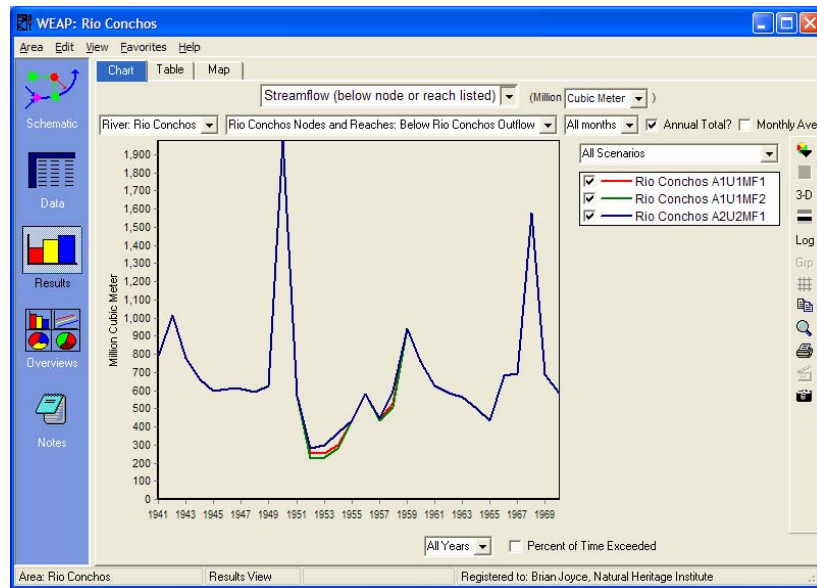 WEAP: Rio Conchos
Area Edit View Favorites Help
Chart Table Map
Streamflow (below node or reach listed) (Million Cubic Meter )
River: Rio Conchos Rio Conchos Nodes and Reaches: Below Rio Conchos Outflow All months Annual Total? Monthly Ave
All Scenarios
Rio Conchos A1U1MF1
Rio Conchos A1U1MF2
Rio Conchos A2U2MF1
Schematic
Data
Results
Overviews
Notes
Million Cubic Meter
1,900
1,800
1,700
1,600
1,500
1,400
1,300
1,200
1,100
1,000
900
800
700
600
500
400
300
200
100
0
1941 1943 1945 1947 1949 1951 1953 1955 1957 1959 1961 1963 1965 1967 1969
3-D
Log
Grp
All Years Percent of Time Exceeded
Area: Rio Conchos Results View Registered to: Brian Joyce, Natural Heritage Institute